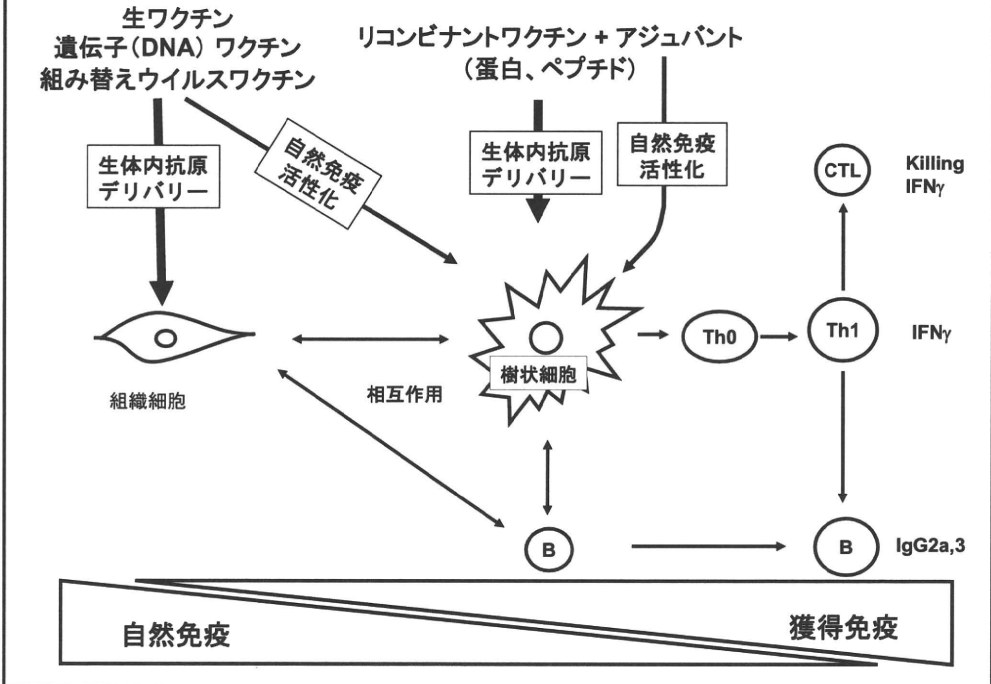 生ワクチン
遺伝子（DNA）ワクチン
組み替えウイルスワクチン
リコンビナントワクチン + アジュバント
（蛋白、ペプチド）
生体内抗原
デリバリー
自然免疫
活性化
生体内抗原
デリバリー
自然免疫
活性化
CTL
Killing
IFNγ
組織細胞
相互作用
樹状細胞
Th0
Th1
IFNγ
B
B
IgG2a,3
自然免疫
獲得免疫